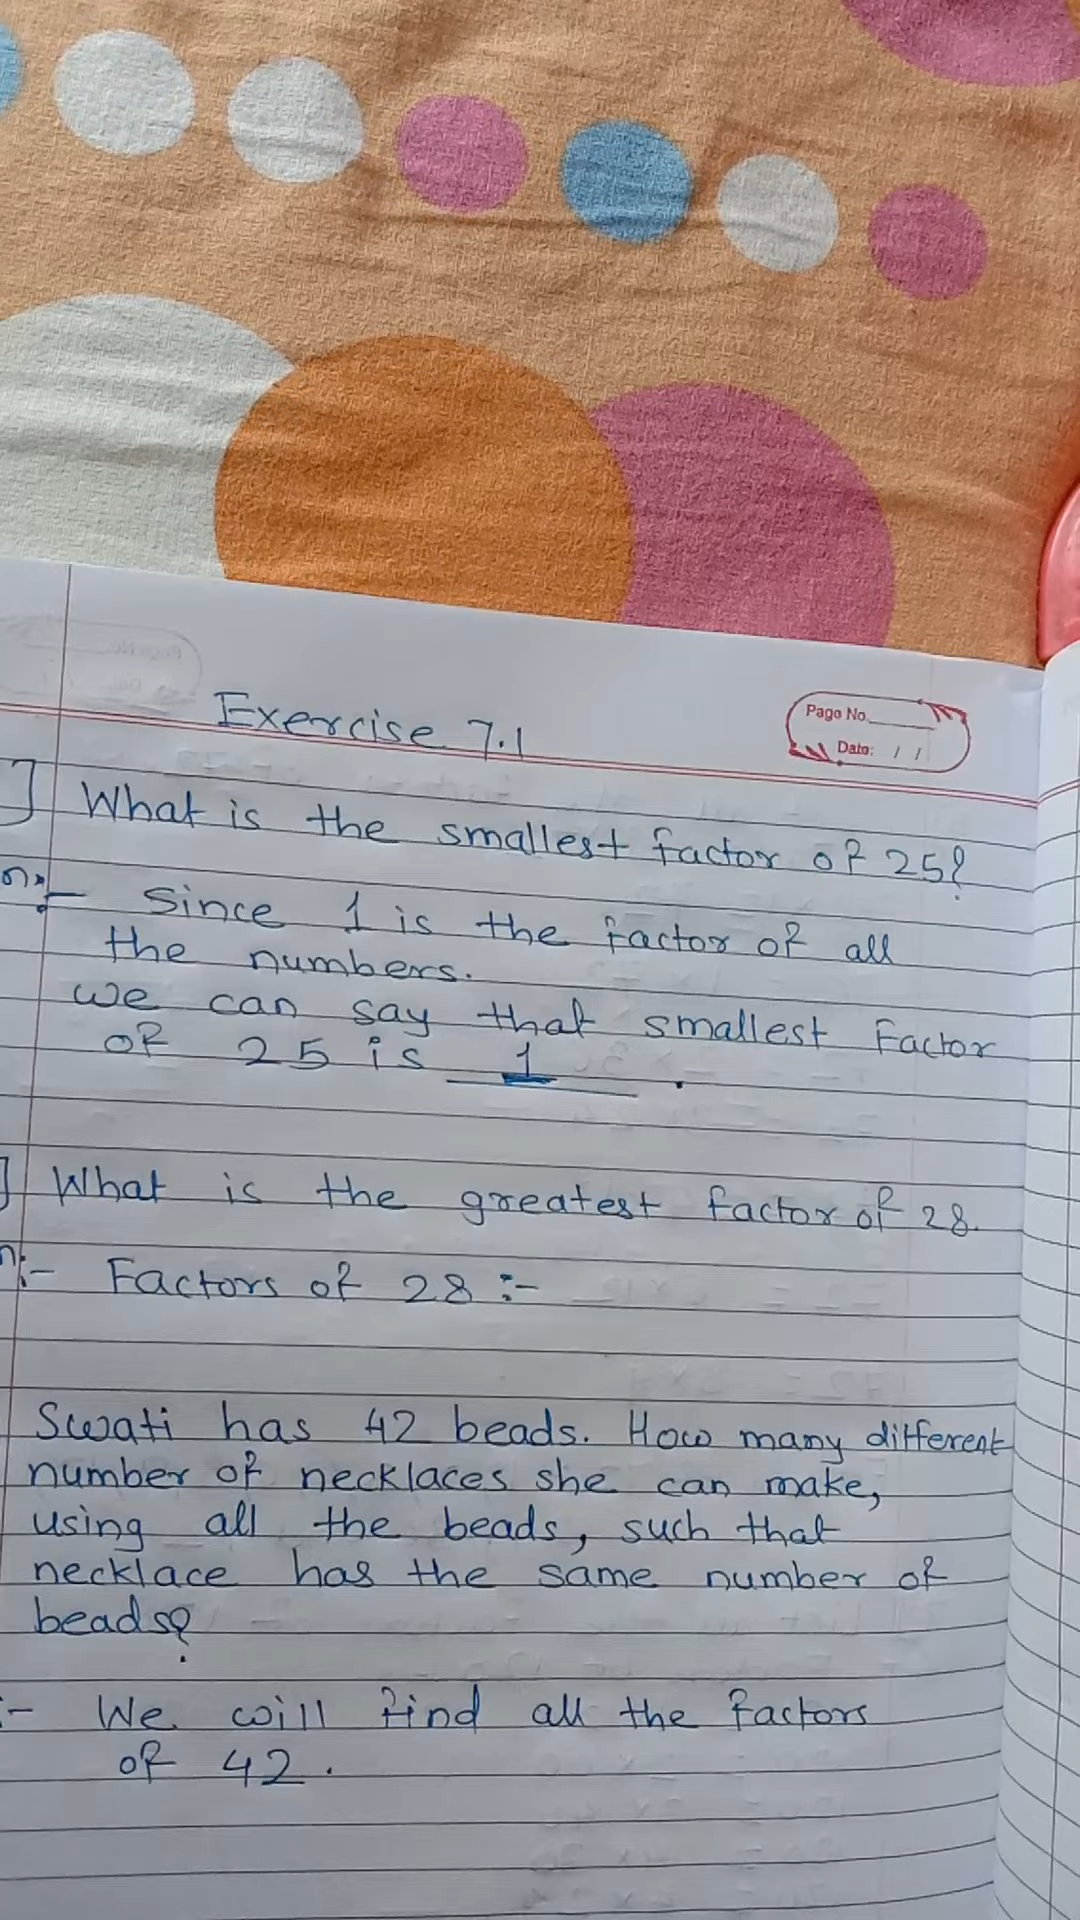 Exercise 7.1
Page No.
Date: / /
] What is the smallest factor of 25?
n:- Since 1 is the factor of all
the numbers.
we can say that smallest Factor
of 25 is 1 .
] What is the greatest factor of 28.
n:- Factors of 28 :-
Swati has 42 beads. How many different
number of necklaces she can make,
using all the beads, such that
necklace has the same number of
beads?
:- We will find all the factors
of 42.